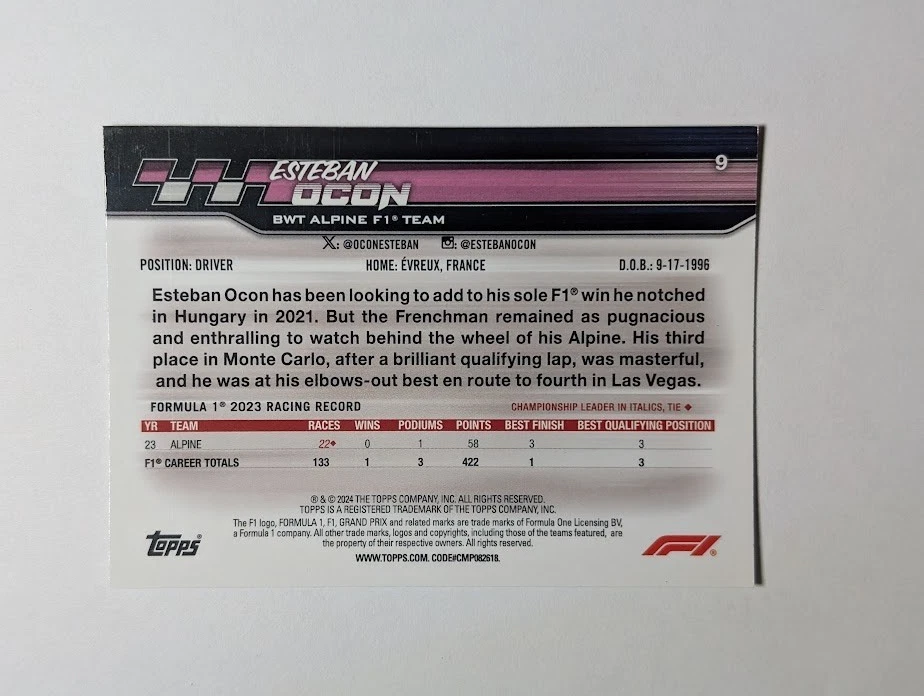 9
ESTEBAN
OCON
BWT ALPINE F1® TEAM
X: @OCONESTEBAN : @ESTEBANOCON
POSITION: DRIVER HOME: ÉVREUX, FRANCE D.O.B.: 9-17-1996
Esteban Ocon has been looking to add to his sole F1® win he notched
in Hungary in 2021. But the Frenchman remained as pugnacious
and enthralling to watch behind the wheel of his Alpine. His third
place in Monte Carlo, after a brilliant qualifying lap, was masterful,
and he was at his elbows-out best en route to fourth in Las Vegas.
FORMULA 1® 2023 RACING RECORD CHAMPIONSHIP LEADER IN ITALICS, TIE ◆
YR TEAM RACES WINS PODIUMS POINTS BEST FINISH BEST QUALIFYING POSITION
23 ALPINE 22◆ 0 1 58 3 3
F1® CAREER TOTALS 133 1 3 422 1 3
® & © 2024 THE TOPPS COMPANY, INC. ALL RIGHTS RESERVED.
TOPPS IS A REGISTERED TRADEMARK OF THE TOPPS COMPANY, INC.
The F1 logo, FORMULA 1, F1, GRAND PRIX and related marks are trade marks of Formula One Licensing BV,
a Formula 1 company. All other trade marks, logos and copyrights, including those of the teams featured, are
the property of their respective owners. All rights reserved.
WWW.TOPPS.COM. CODE#CMP082618.
TOPPS®
F1®